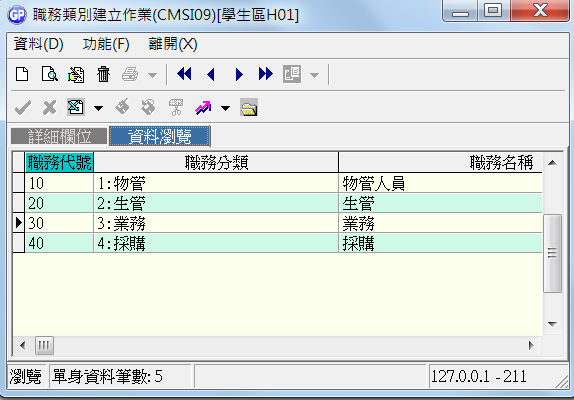 GP 職務類別建立作業(CMSI09)[學生區H01]
資料(D) 功能(F) 離開(X)
詳細欄位 資料瀏覽
職務代號 職務分類 職務名稱
10 1:物管 物管人員
20 2:生管 生管
30 3:業務 業務
40 4:採購 採購
瀏覽 單身資料筆數: 5 127.0.0.1 - 211